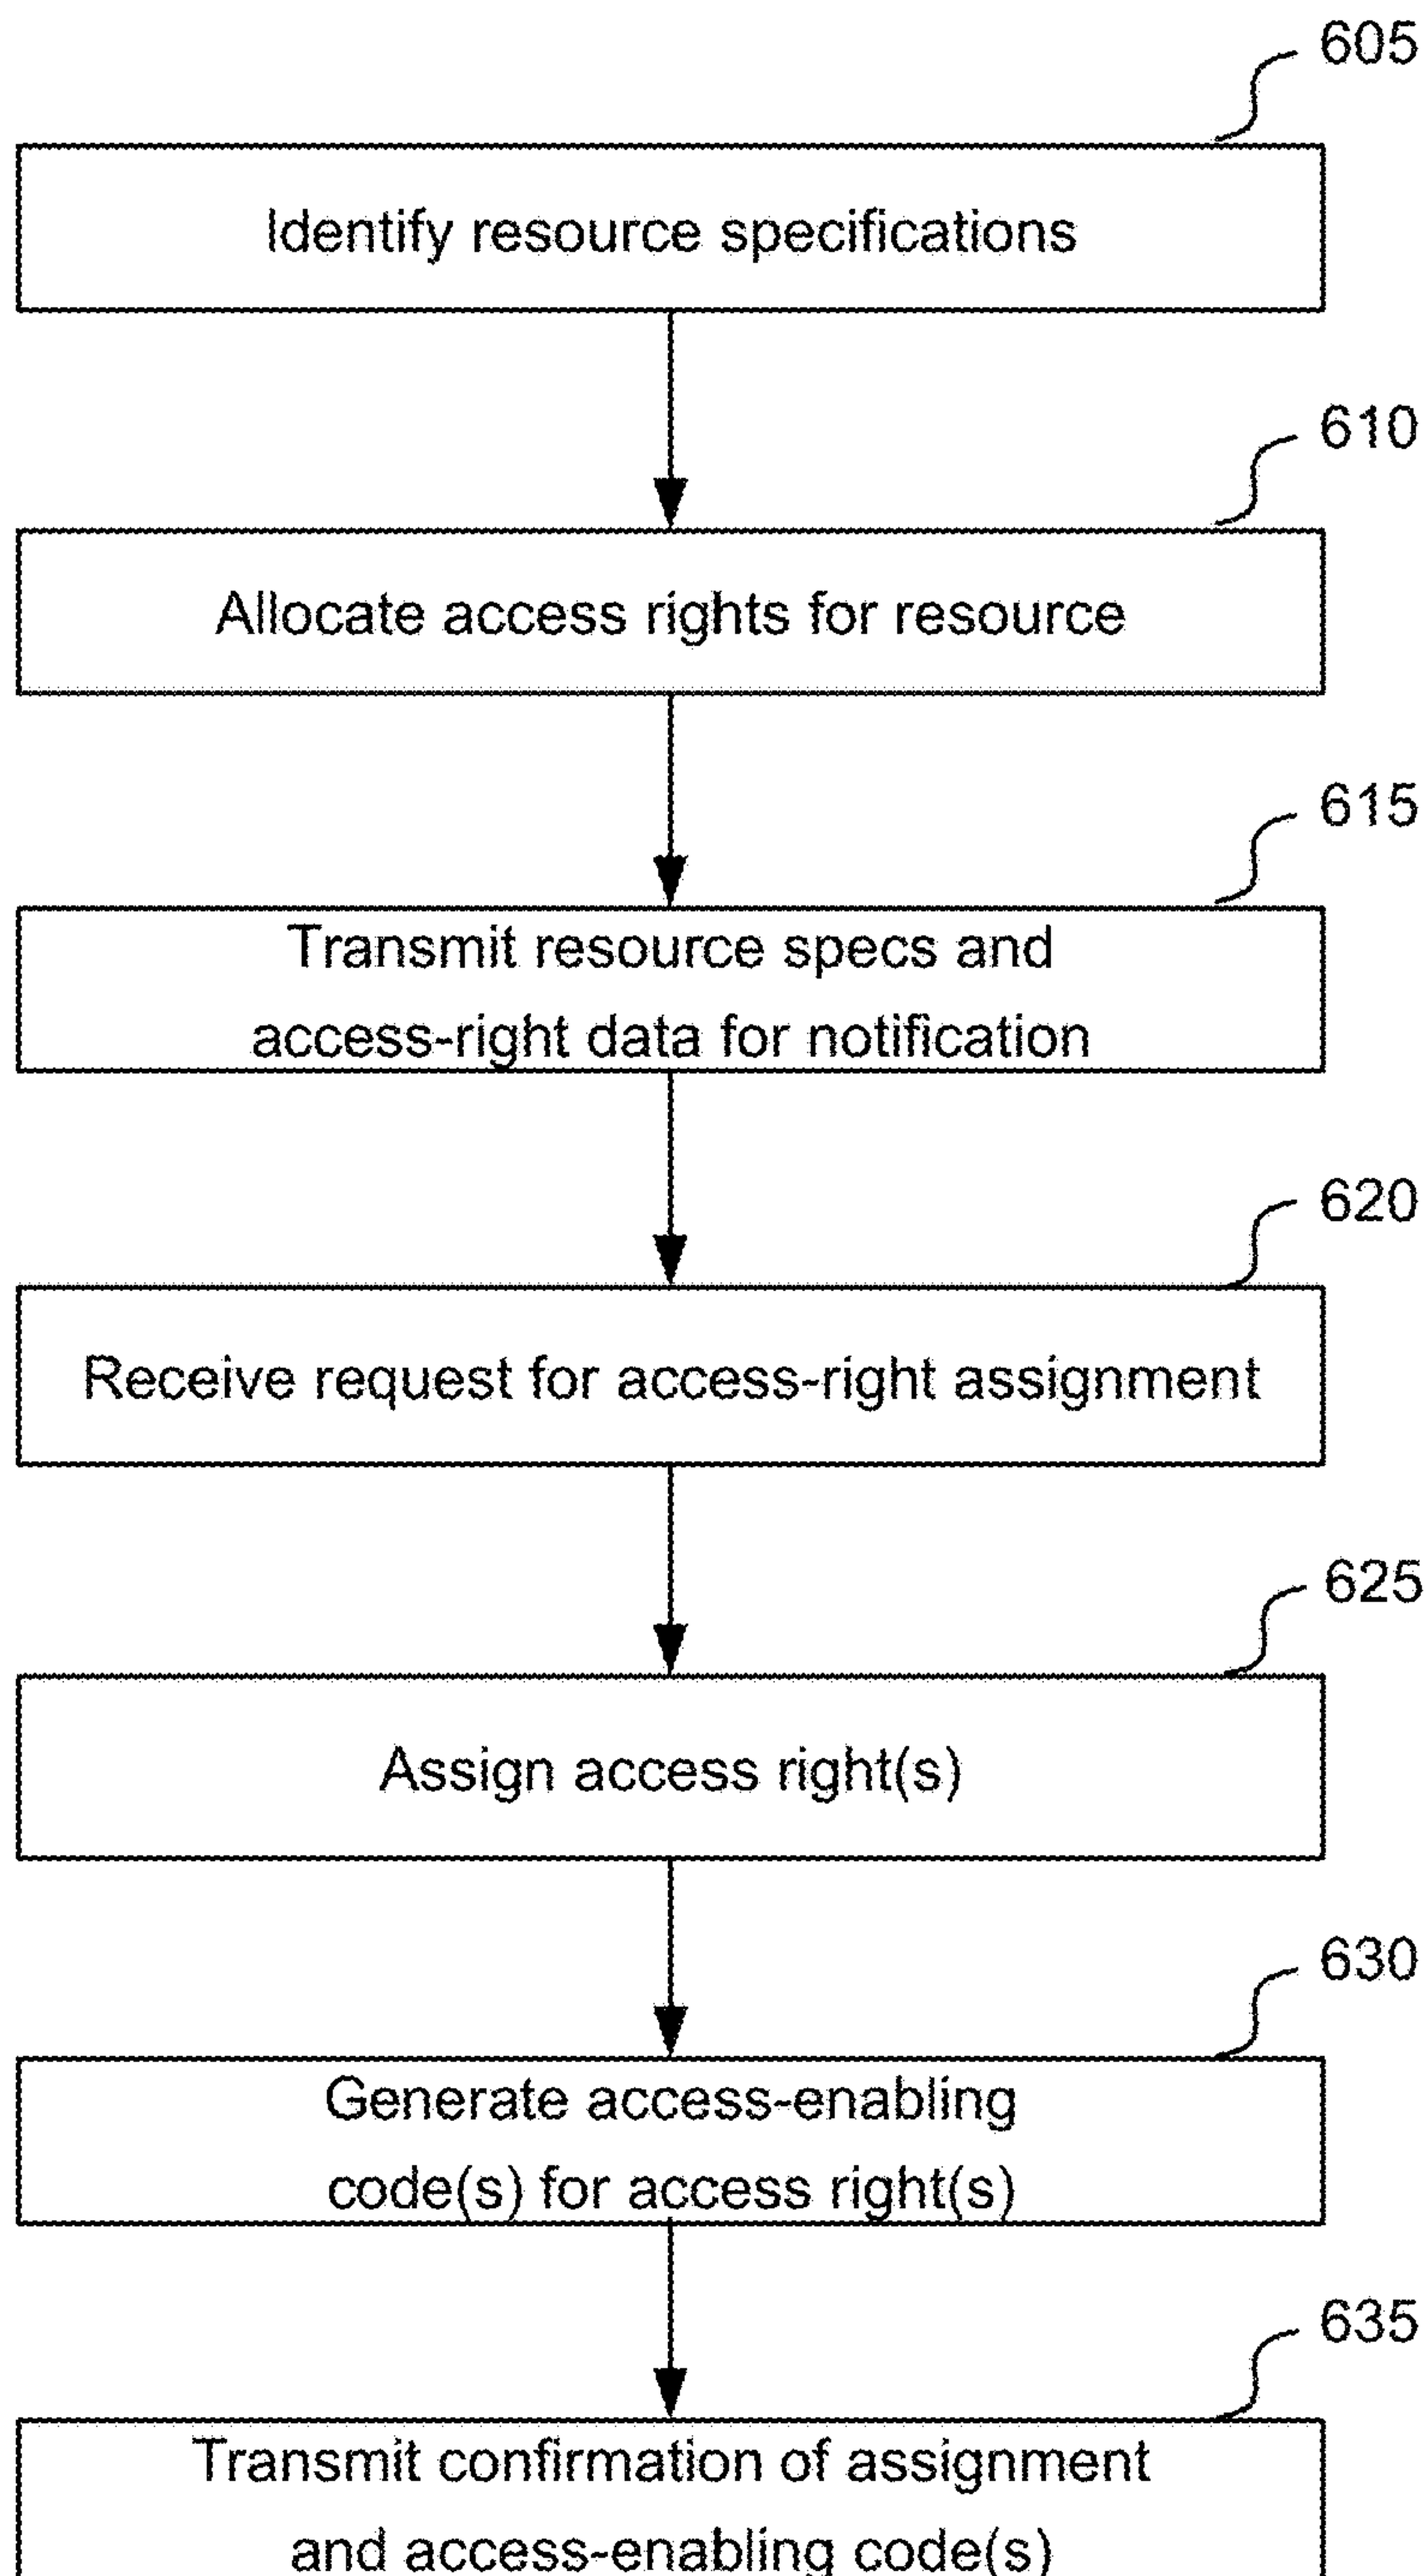 605
Identify resource specifications
610
Allocate access rights for resource
615
Transmit resource specs and
access-right data for notification
620
Receive request for access-right assignment
625
Assign access right(s)
630
Generate access-enabling
code(s) for access right(s)
635
Transmit confirmation of assignment
and access-enabling code(s)